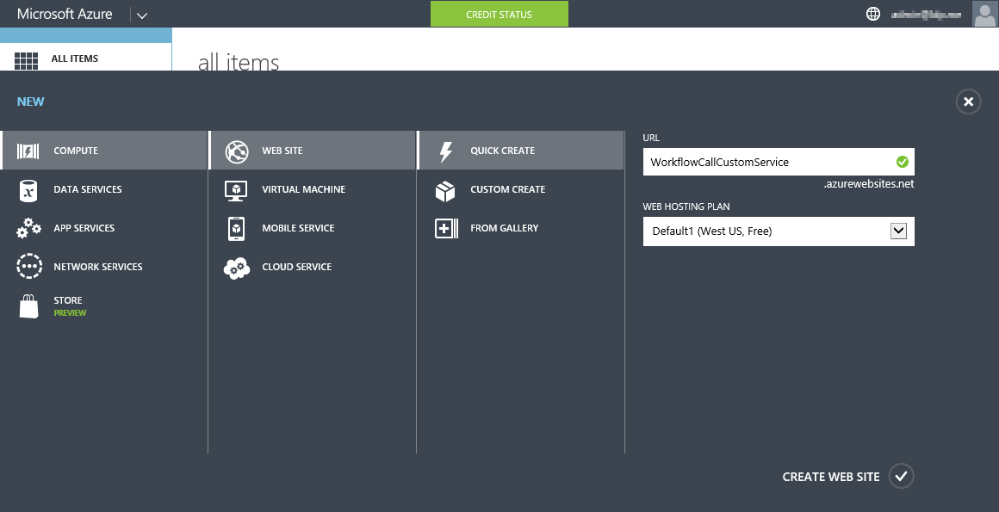 Microsoft Azure
CREDIT STATUS
ALL ITEMS
all items
NEW
COMPUTE
DATA SERVICES
APP SERVICES
NETWORK SERVICES
STORE
PREVIEW
WEB SITE
VIRTUAL MACHINE
MOBILE SERVICE
CLOUD SERVICE
QUICK CREATE
CUSTOM CREATE
FROM GALLERY
URL
WorkflowCallCustomService
.azurewebsites.net
WEB HOSTING PLAN
Default1 (West US, Free)
CREATE WEB SITE